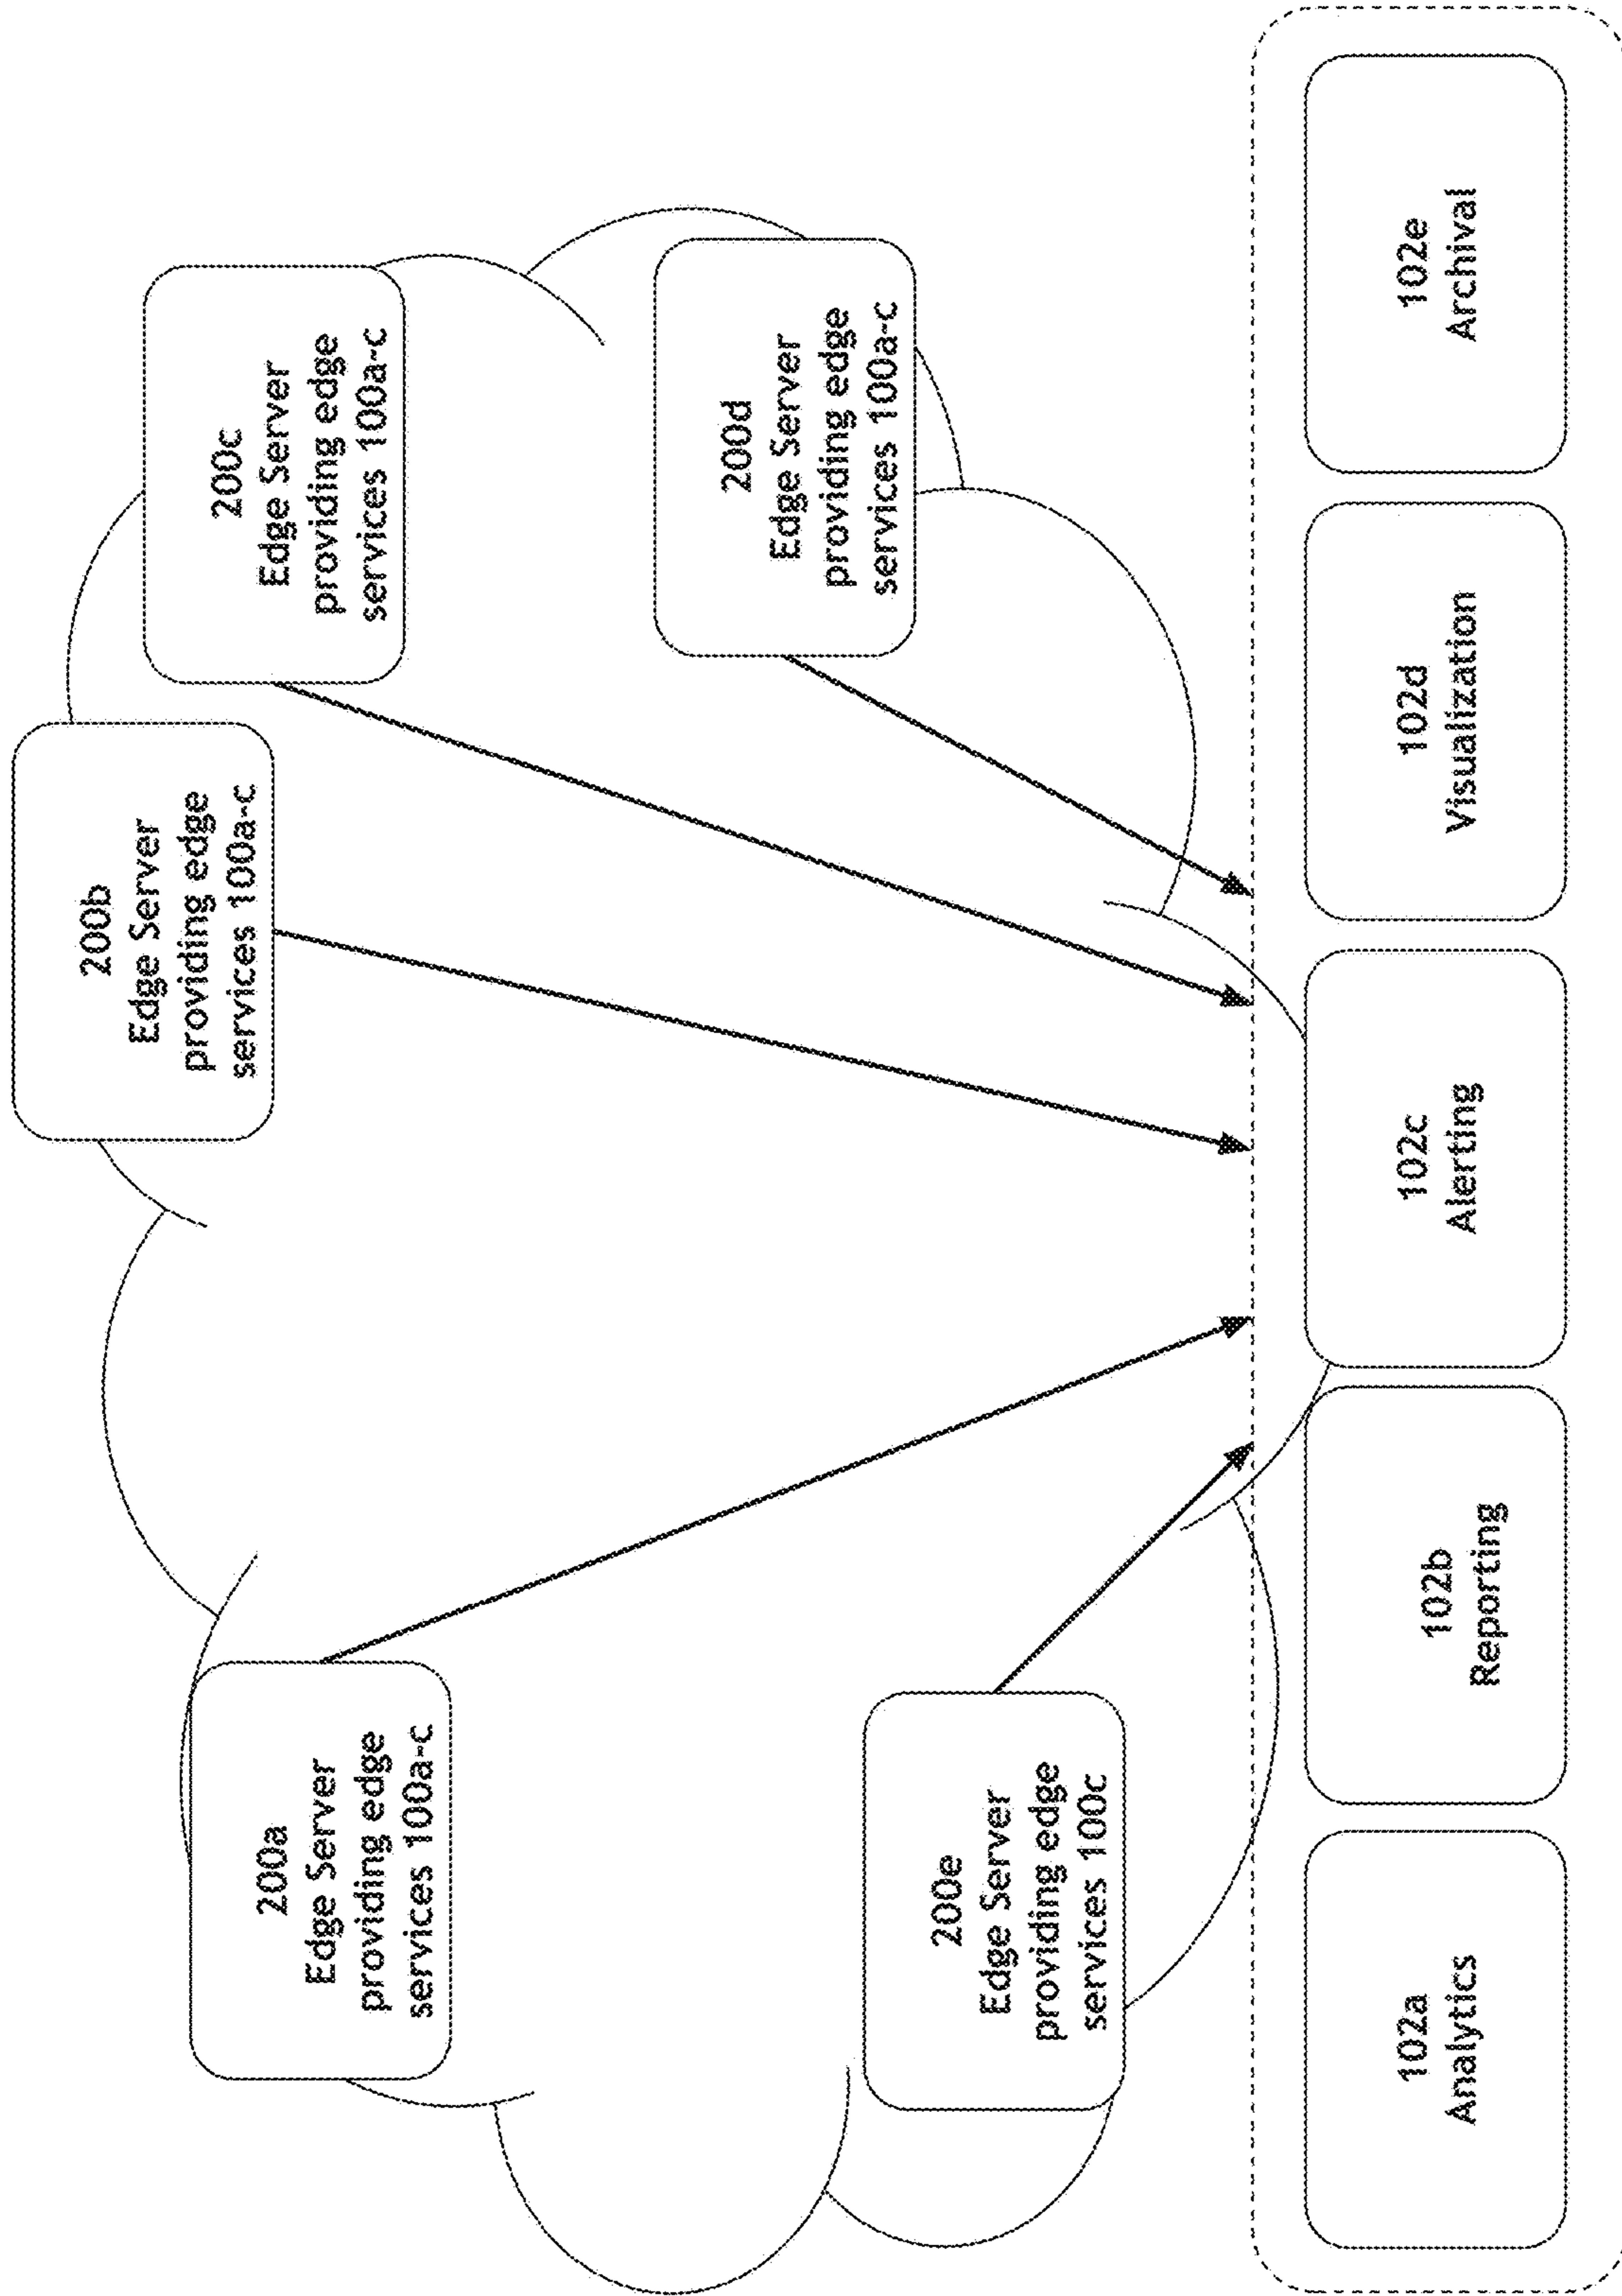 200a
Edge Server
providing edge
services 100a-c
200b
Edge Server
providing edge
services 100a-c
200c
Edge Server
providing edge
services 100a-c
200d
Edge Server
providing edge
services 100a-c
200e
Edge Server
providing edge
services 100c
102a
Analytics
102b
Reporting
102c
Alerting
102d
Visualization
102e
Archival